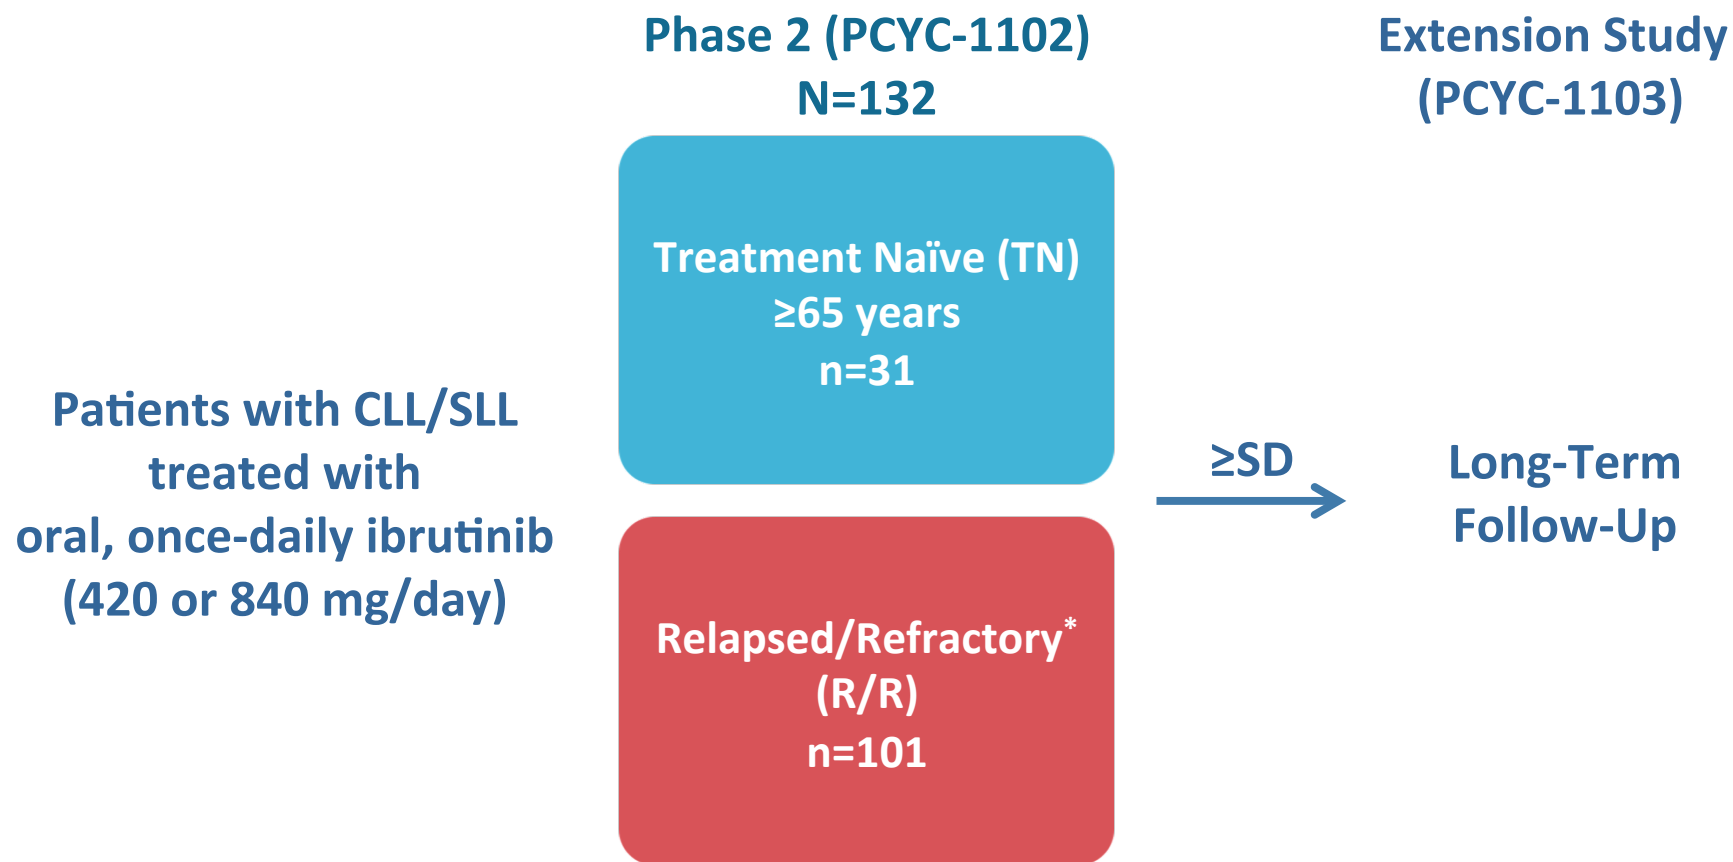 Phase 2 (PCYC-1102)
N=132
Extension Study
(PCYC-1103)
Patients with CLL/SLL
treated with
oral, once-daily ibrutinib
(420 or 840 mg/day)
Treatment Naïve (TN)
≥65 years
n=31
Relapsed/Refractory*
(R/R)
n=101
≥SD
Long-Term
Follow-Up